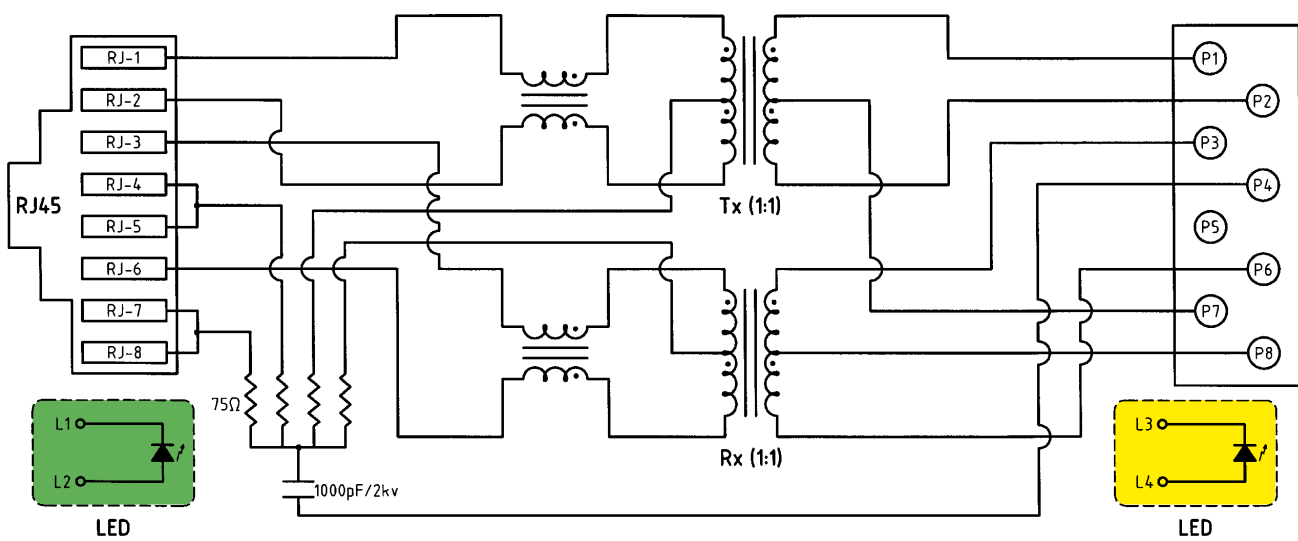 RJ45
RJ-1
RJ-2
RJ-3
RJ-4
RJ-5
RJ-6
RJ-7
RJ-8
Tx (1:1)
Rx (1:1)
P1
P2
P3
P4
P5
P6
P7
P8
75Ω
1000pF/2kv
L1
L2
LED
L3
L4
LED